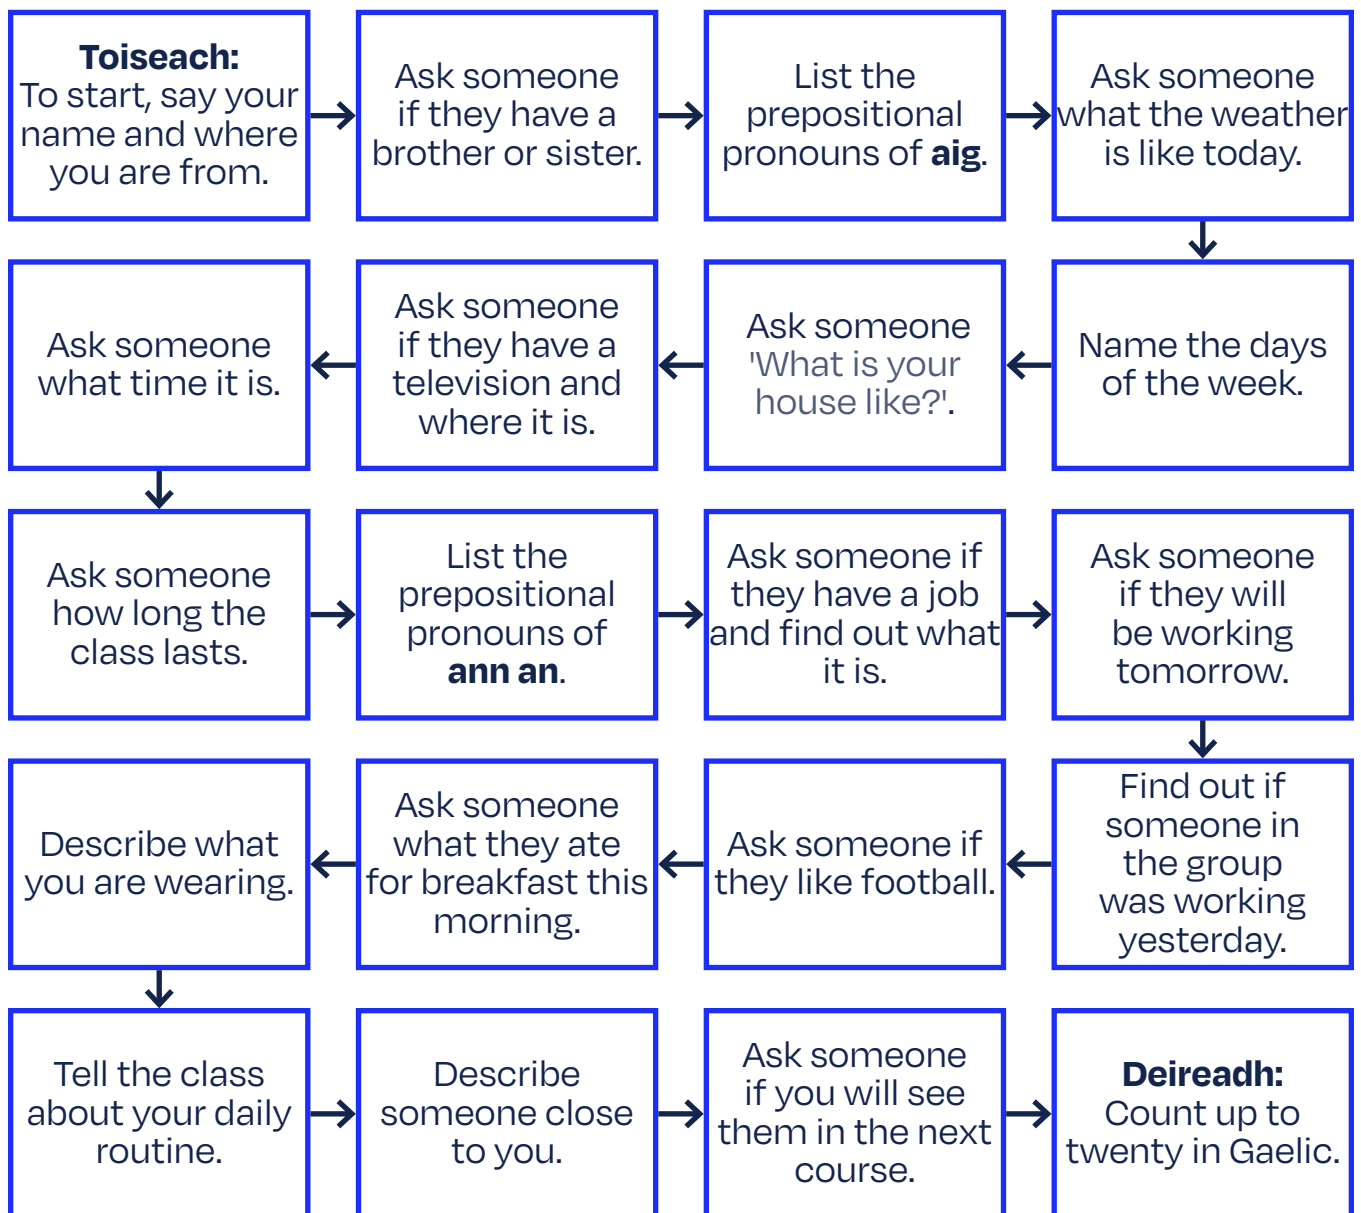 Toiseach:
To start, say your
name and where
you are from.
Ask someone
if they have a
brother or sister.
List the
prepositional
pronouns of aig.
Ask someone
what the weather
is like today.
Name the days
of the week.
Ask someone
'What is your
house like?'.
Ask someone
if they have a
television and
where it is.
Ask someone
what time it is.
Ask someone
how long the
class lasts.
List the
prepositional
pronouns of
ann an.
Ask someone if
they have a job
and find out what
it is.
Ask someone
if they will
be working
tomorrow.
Find out if
someone in
the group
was working
yesterday.
Ask someone if
they like football.
Ask someone
what they ate
for breakfast this
morning.
Describe what
you are wearing.
Tell the class
about your daily
routine.
Describe
someone close
to you.
Ask someone
if you will see
them in the next
course.
Deireadh:
Count up to
twenty in Gaelic.